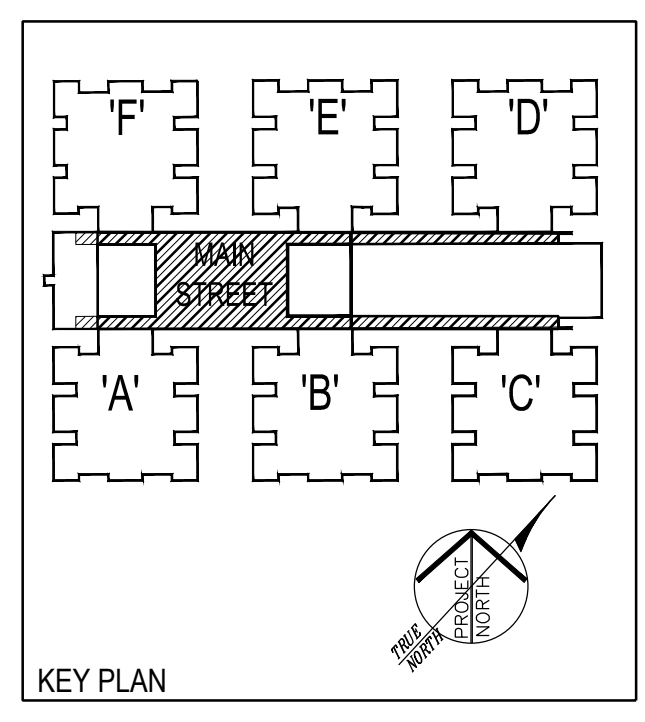 'F' 'E' 'D'
MAIN
STREET
'A' 'B' 'C'
PROJECT
NORTH
TRUE
NORTH
KEY PLAN